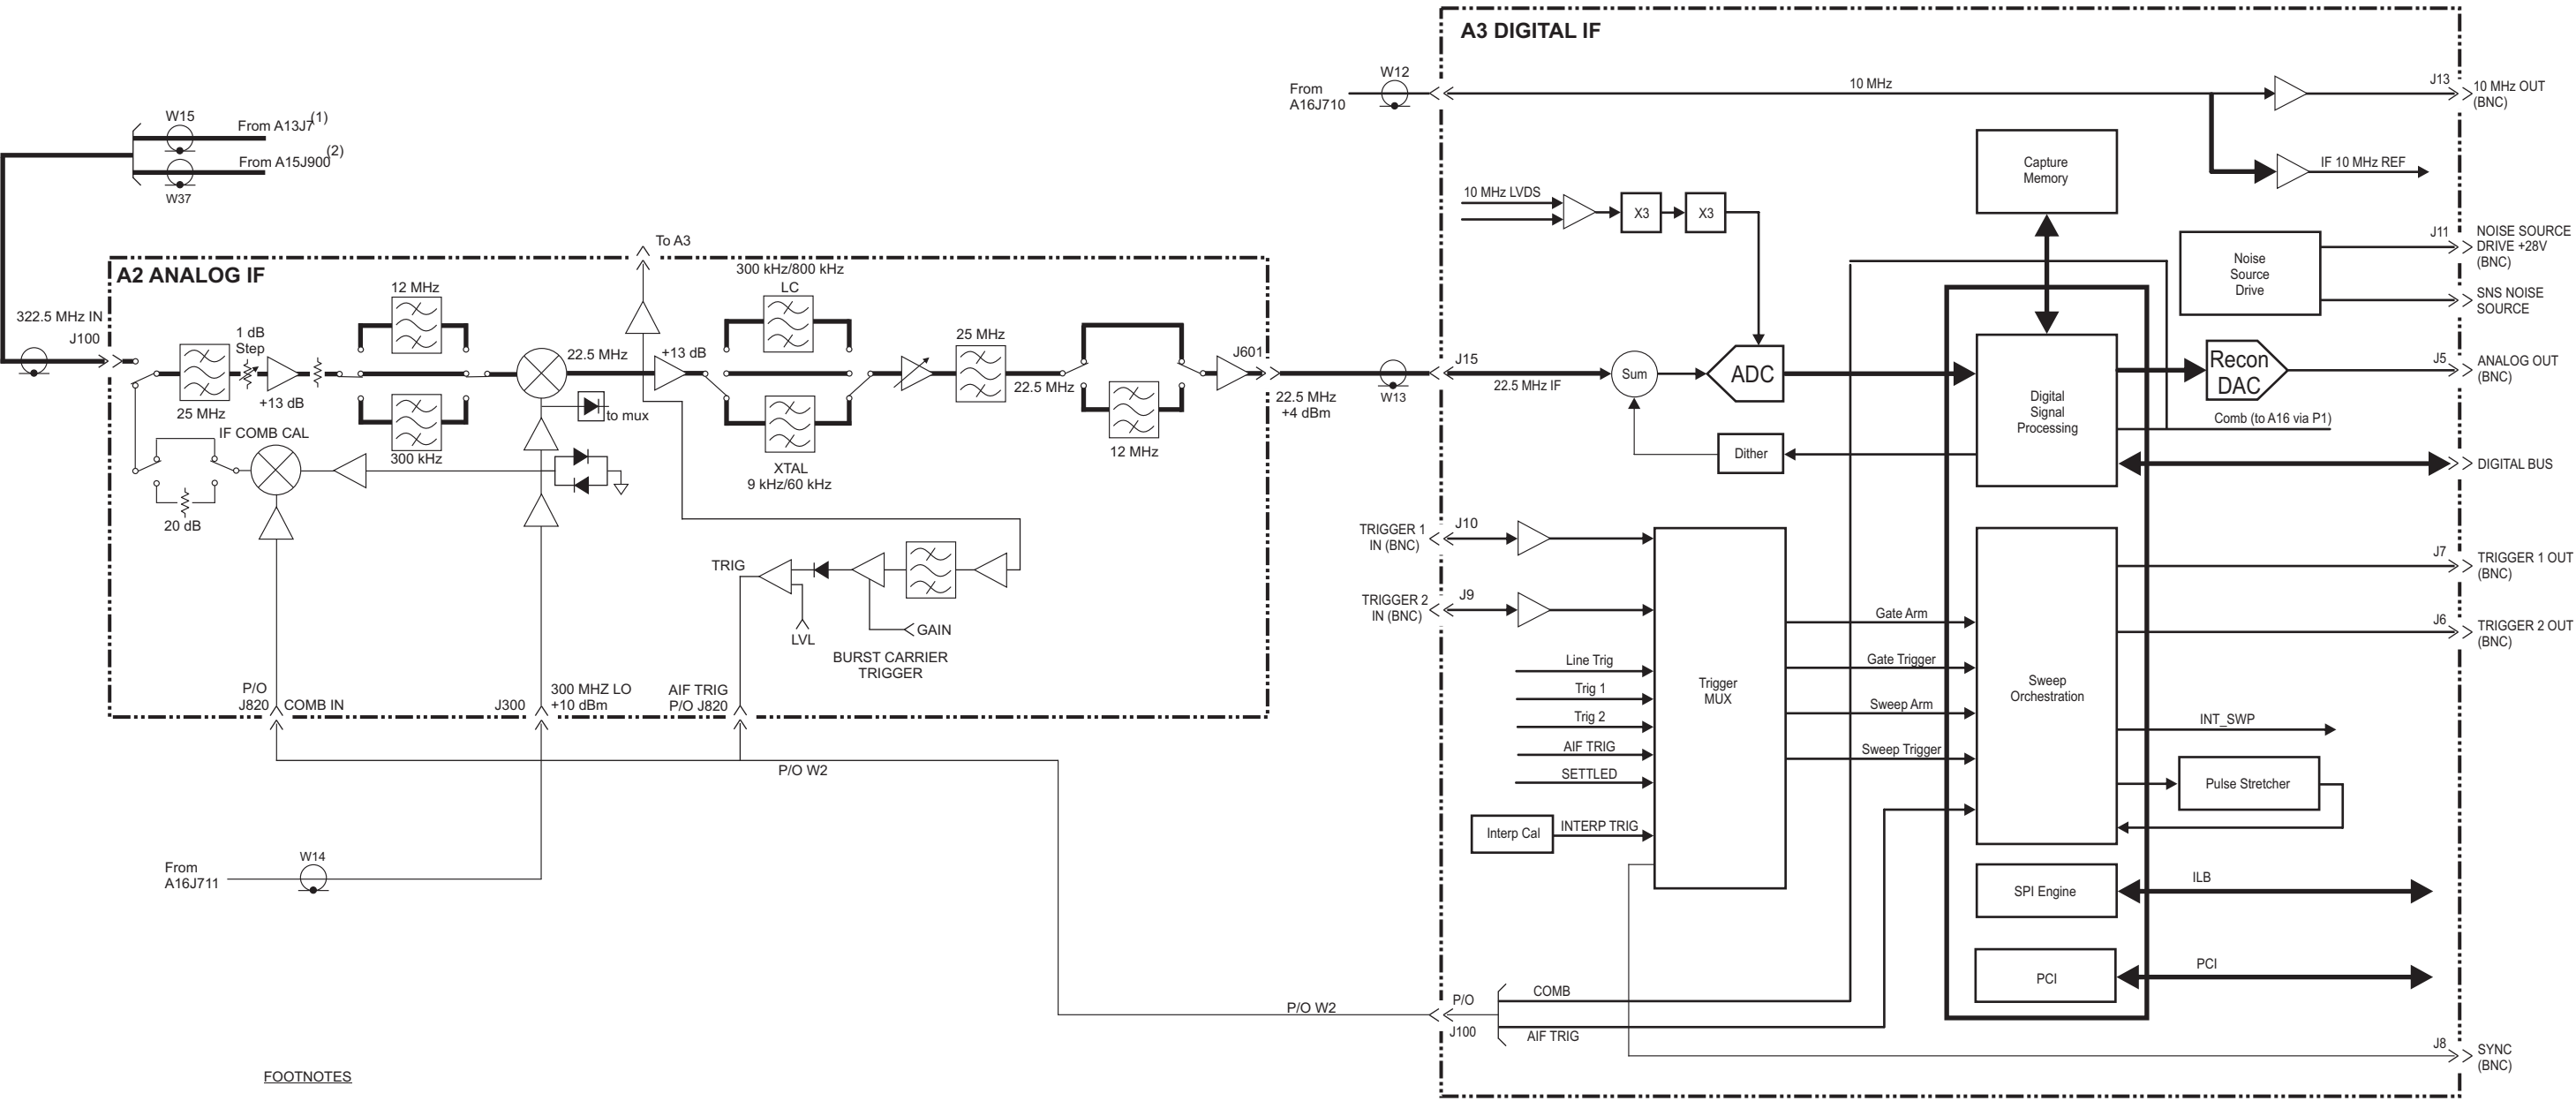 A3 DIGITAL IF
W12
From
A16J710
10 MHz
J13
10 MHz OUT
(BNC)
W15
From A13J7(1)
From A15J900(2)
W37
Capture
Memory
IF 10 MHz REF
10 MHz LVDS
X3
X3
J11
NOISE SOURCE
DRIVE +28V
(BNC)
Noise
Source
Drive
SNS NOISE
SOURCE
To A3
A2 ANALOG IF
300 kHz/800 kHz
LC
12 MHz
322.5 MHz IN
J100
1 dB
Step
25 MHz
+13 dB
22.5 MHz
+13 dB
25 MHz
22.5 MHz
J601
22.5 MHz
+4 dBm
W13
J15
22.5 MHz IF
Sum
ADC
Digital
Signal
Processing
Recon
DAC
J5
ANALOG OUT
(BNC)
to mux
IF COMB CAL
300 kHz
XTAL
9 kHz/60 kHz
12 MHz
20 dB
Dither
Comb (to A16 via P1)
DIGITAL BUS
TRIGGER 1
IN (BNC)
J10
J7
TRIGGER 1 OUT
(BNC)
TRIG
LVL
GAIN
BURST CARRIER
TRIGGER
TRIGGER 2
IN (BNC)
J9
Gate Arm
J6
TRIGGER 2 OUT
(BNC)
Line Trig
Gate Trigger
Trig 1
Trigger
MUX
Sweep
Orchestration
Sweep Arm
Trig 2
INT_SWP
AIF TRIG
Sweep Trigger
SETTLED
Pulse Stretcher
Interp Cal
INTERP TRIG
P/O
J820
COMB IN
J300
300 MHZ LO
+10 dBm
AIF TRIG
P/O J820
P/O W2
From
A16J711
W14
SPI Engine
ILB
PCI
PCI
P/O W2
P/O
J100
COMB
AIF TRIG
J8
SYNC
(BNC)
FOOTNOTES